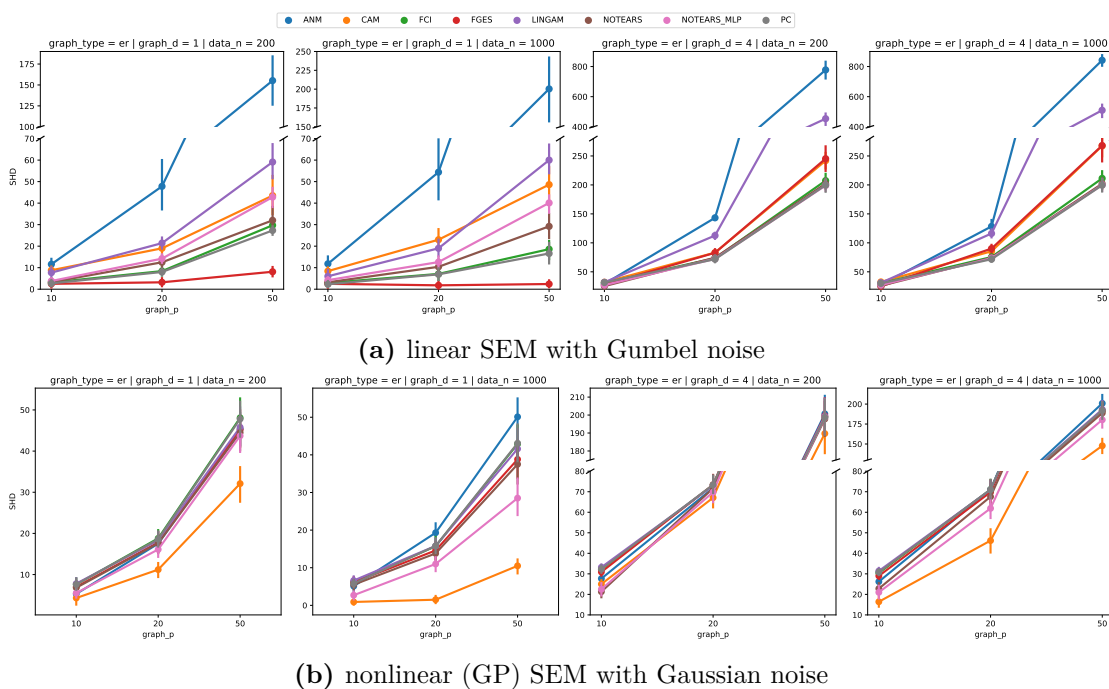 ANM CAM FCI FGES LINGAM NOTEARS NOTEARS_MLP PC
graph_type = er | graph_d = 1 | data_n = 200
graph_type = er | graph_d = 1 | data_n = 1000
graph_type = er | graph_d = 4 | data_n = 200
graph_type = er | graph_d = 4 | data_n = 1000
175
150
125
100
70
60
50
40
30
20
10
0
SHD
10 20 50
graph_p
250
225
200
175
150
125
100
70
60
50
40
30
20
10
0
10 20 50
graph_p
800
600
400
250
200
150
100
50
10 20 50
graph_p
800
600
400
250
200
150
100
50
10 20 50
graph_p
(a) linear SEM with Gumbel noise
graph_type = er | graph_d = 1 | data_n = 200
graph_type = er | graph_d = 1 | data_n = 1000
graph_type = er | graph_d = 4 | data_n = 200
graph_type = er | graph_d = 4 | data_n = 1000
50
40
30
20
10
SHD
10 20 50
graph_p
50
40
30
20
10
0
10 20 50
graph_p
210
200
190
180
170
80
70
60
50
40
30
20
10
10 20 50
graph_p
200
175
150
125
80
70
60
50
40
30
20
10
10 20 50
graph_p
(b) nonlinear (GP) SEM with Gaussian noise